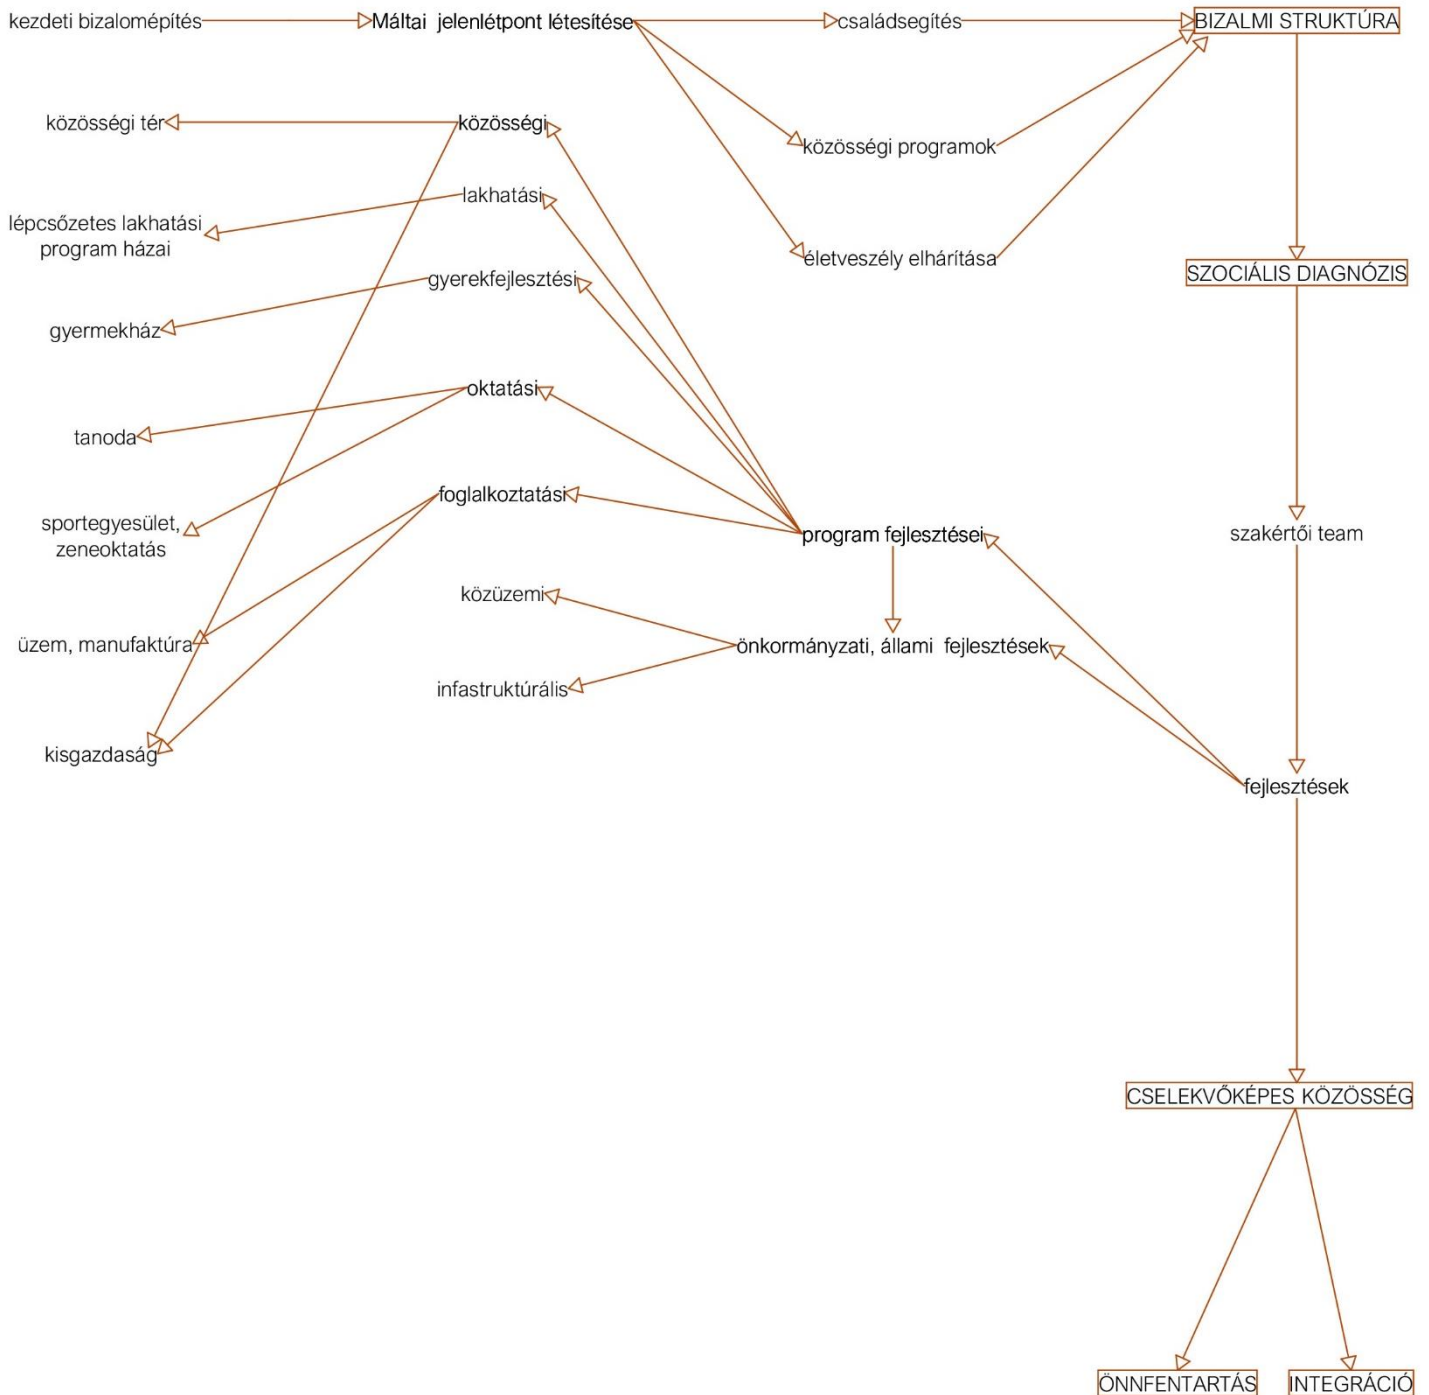 kezdeti bizalomépítés
Máltai jelenlétpont létesítése
családsegítés
BIZALMI STRUKTÚRA
közösségi tér
közösségi
közösségi programok
lakhatási
lépcsőzetes lakhatási
program házai
életveszély elhárítása
SZOCIÁLIS DIAGNÓZIS
gyerekfejlesztési
gyermekház
oktatási
tanoda
foglalkoztatási
sportegyesület,
zeneoktatás
program fejlesztései
szakértői team
közüzemi
üzem, manufaktúra
önkormányzati, állami fejlesztések
infastruktúrális
kisgazdaság
fejlesztések
CSELEKVŐKÉPES KÖZÖSSÉG
ÖNNFENTARTÁS
INTEGRÁCIÓ